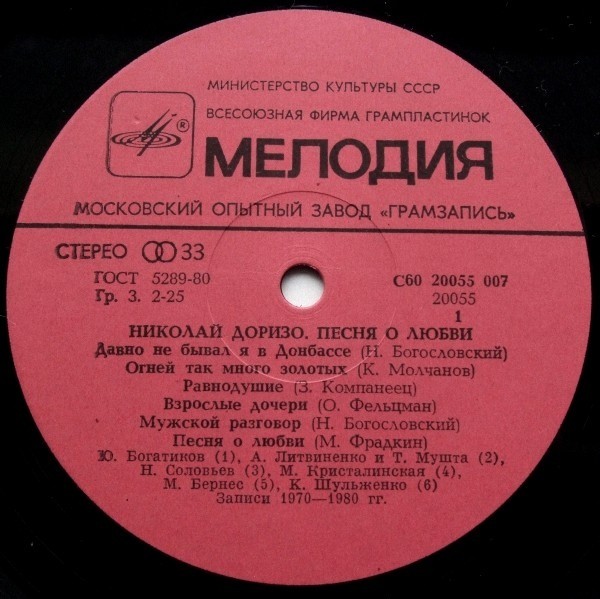 МИНИСТЕРСТВО КУЛЬТУРЫ СССР
ВСЕСОЮЗНАЯ ФИРМА ГРАМПЛАСТИНОК
®
МЕЛОДИЯ
МОСКОВСКИЙ ОПЫТНЫЙ ЗАВОД «ГРАМЗАПИСЬ»
СТЕРЕО 33
ГОСТ 5289-80
Гр. 3. 2-25
С60 20055 007
20055
1
НИКОЛАЙ ДОРИЗО. ПЕСНЯ О ЛЮБВИ
Давно не бывал я в Донбассе (Н. Богословский)
Огней так много золотых (К. Молчанов)
Равнодушие (З. Компанеец)
Взрослые дочери (О. Фельцман)
Мужской разговор (Н. Богословский)
Песня о любви (М. Фрадкин)
Ю. Богатиков (1), А. Литвиненко и Т. Мушта (2),
Н. Соловьев (3), М. Кристалинская (4),
М. Бернес (5), К. Шульженко (6)
Записи 1970—1980 гг.